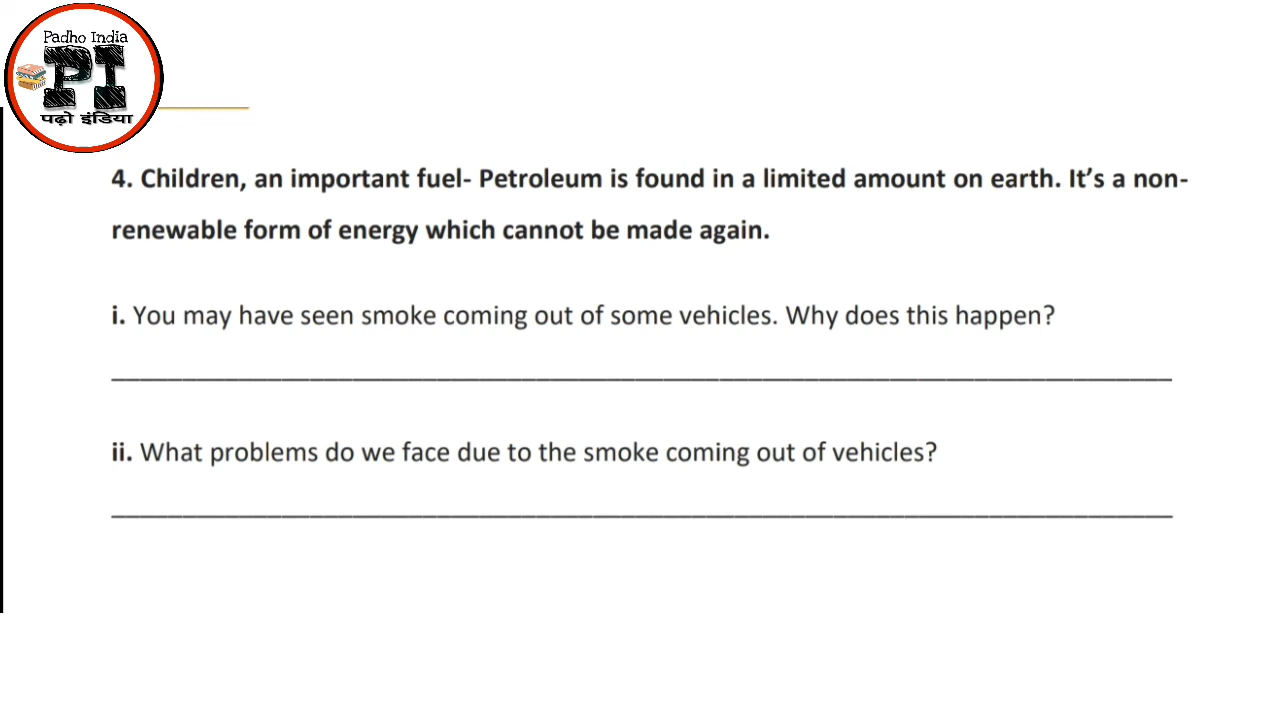 Padho India
PI
पढ़ो इंडिया
4. Children, an important fuel- Petroleum is found in a limited amount on earth. It’s a non-
renewable form of energy which cannot be made again.
i. You may have seen smoke coming out of some vehicles. Why does this happen?
ii. What problems do we face due to the smoke coming out of vehicles?